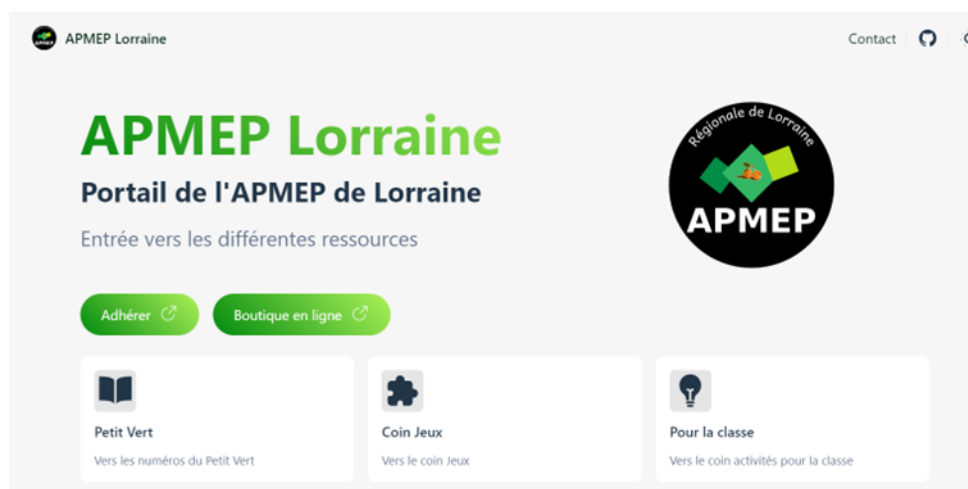 APMEP Lorraine
Contact
APMEP Lorraine
Portail de l'APMEP de Lorraine
Entrée vers les différentes ressources
Régionale de Lorraine
APMEP
Adhérer
Boutique en ligne
Petit Vert
Vers les numéros du Petit Vert
Coin Jeux
Vers le coin Jeux
Pour la classe
Vers le coin activités pour la classe